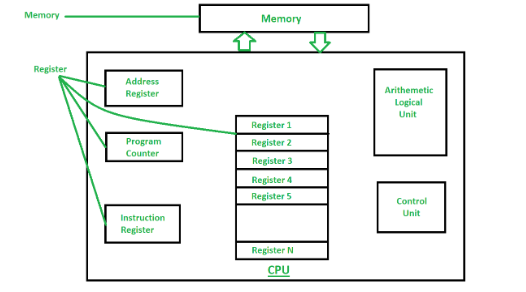 Memory
Memory
Register
Address
Register
Program
Counter
Instruction
Register
Register 1
Register 2
Register 3
Register 4
Register 5
Register N
Arithemetic
Logical
Unit
Control
Unit
CPU